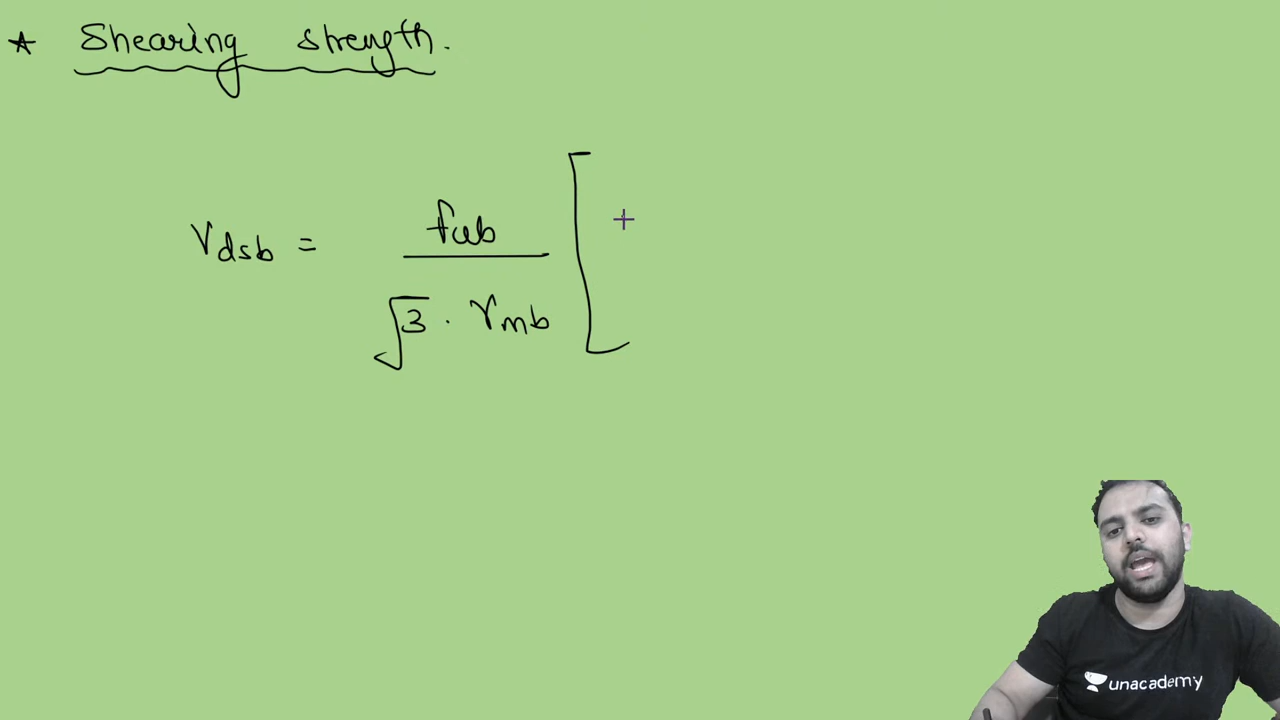 ★ Shearing strength.
Vdsb = fub / √3 · γmb [
unacademy